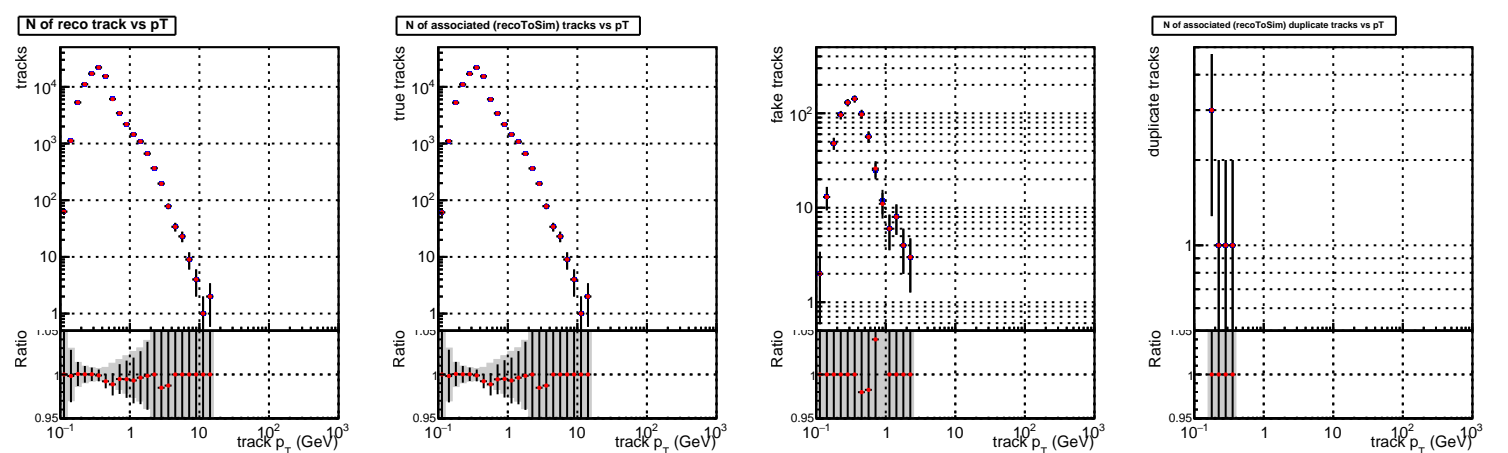 N of reco track vs pT
tracks
10^4
10^3
10^2
10
1
Ratio
1.05
1
0.95
10^-1 1 10 10^2 10^3
track p_T (GeV)
N of associated (recoToSim) tracks vs pT
true tracks
10^4
10^3
10^2
10
1
Ratio
1.05
1
0.95
10^-1 1 10 10^2 10^3
track p_T (GeV)
fake tracks
10^2
10
1
Ratio
1.05
1
0.95
10^-1 1 10 10^2 10^3
track p_T (GeV)
N of associated (recoToSim) duplicate tracks vs pT
duplicate tracks
1
Ratio
1.05
1
0.95
10^-1 1 10 10^2 10^3
track p_T (GeV)